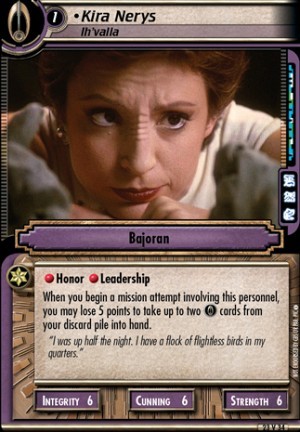 1
•Kira Nerys
Ih'valla
Bajoran
Honor Leadership
When you begin a mission attempt involving this personnel,
you may lose 5 points to take up to two cards from
your discard pile into hand.
"I was up half the night. I have a flock of flightless birds in my
quarters."
INTEGRITY 6 CUNNING 6 STRENGTH 6
23 V 34